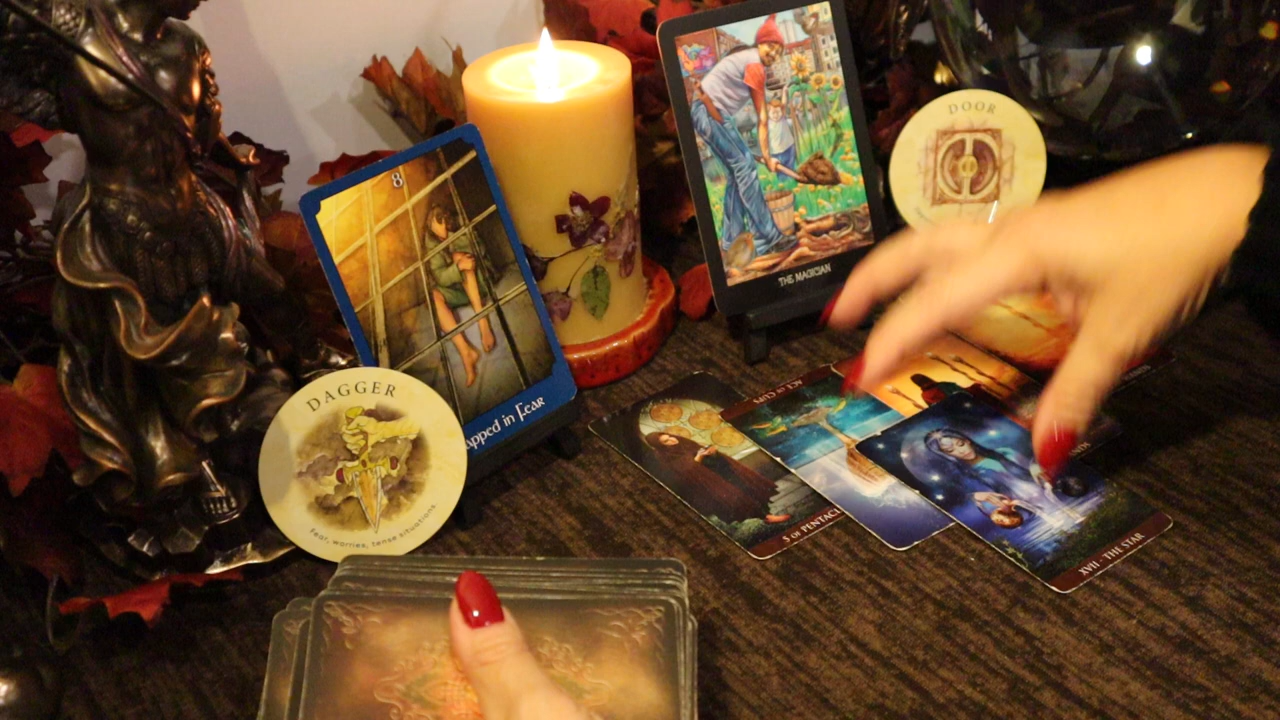 DOOR
8
THE MAGICIAN
DAGGER
apped in Fear
Fear, worries, tense situations.
ACE of CUPS
5 of PENTACL
XVII - THE STAR